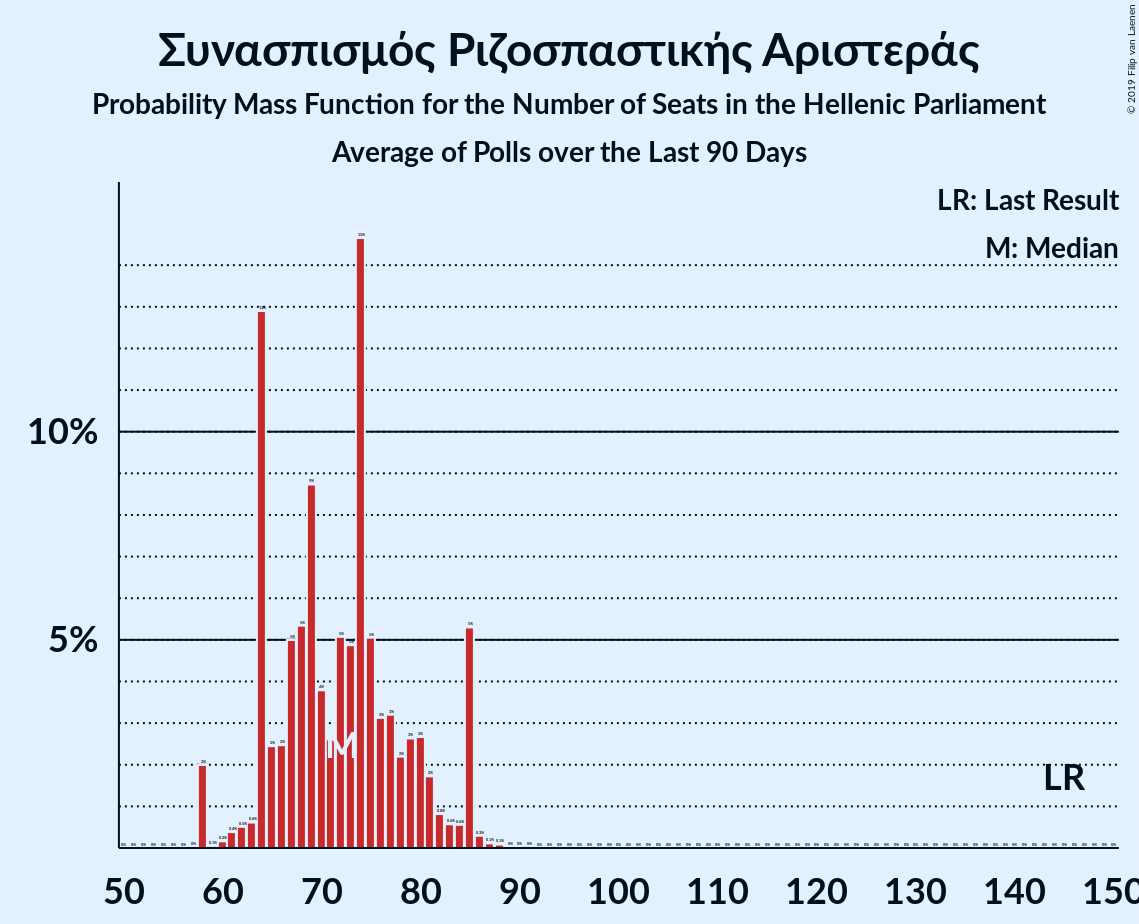 Συνασπισμός Ριζοσπαστικής Αριστεράς
Probability Mass Function for the Number of Seats in the Hellenic Parliament
Average of Polls over the Last 90 Days
© 2019 Filip van Laenen
LR: Last Result
M: Median
10%
5%
M
LR
50 60 70 80 90 100 110 120 130 140 150